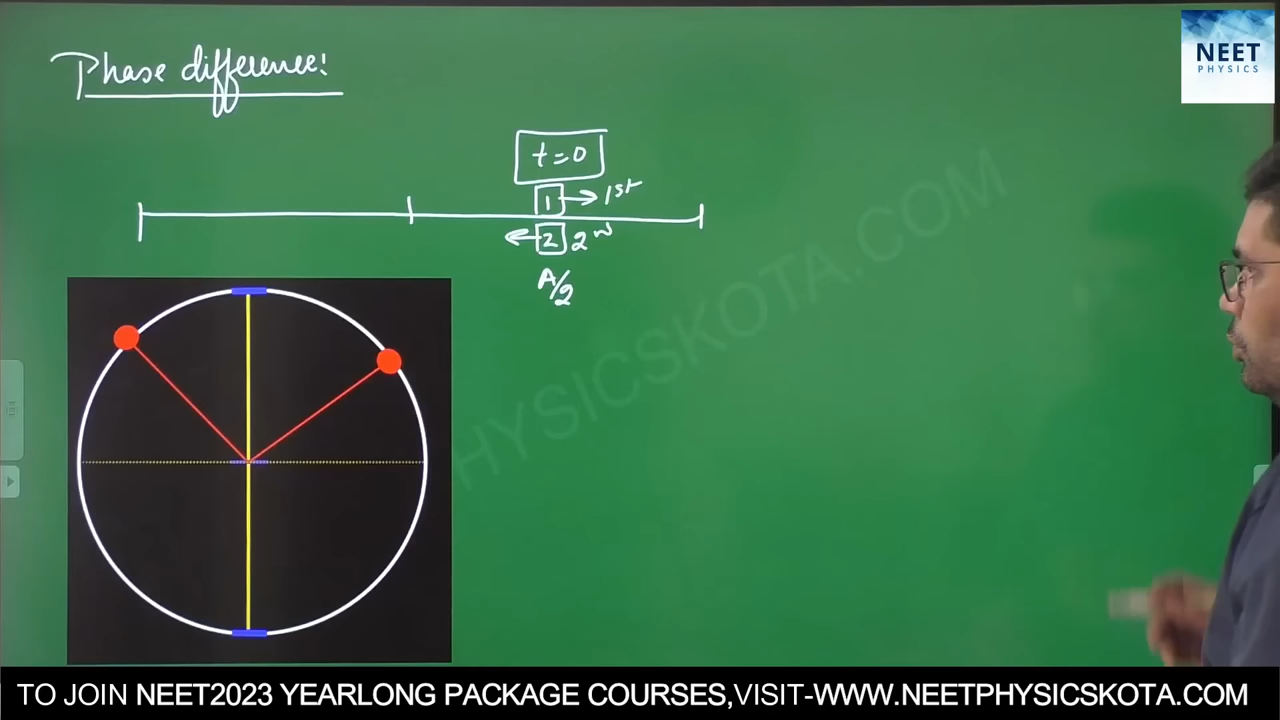 Phase difference:
NEET
PHYSICS
t=0
1 → 1st
← 2 2nd
A/2
PHYSICSKOTA.COM
TO JOIN NEET2023 YEARLONG PACKAGE COURSES,VISIT-WWW.NEETPHYSICSKOTA.COM